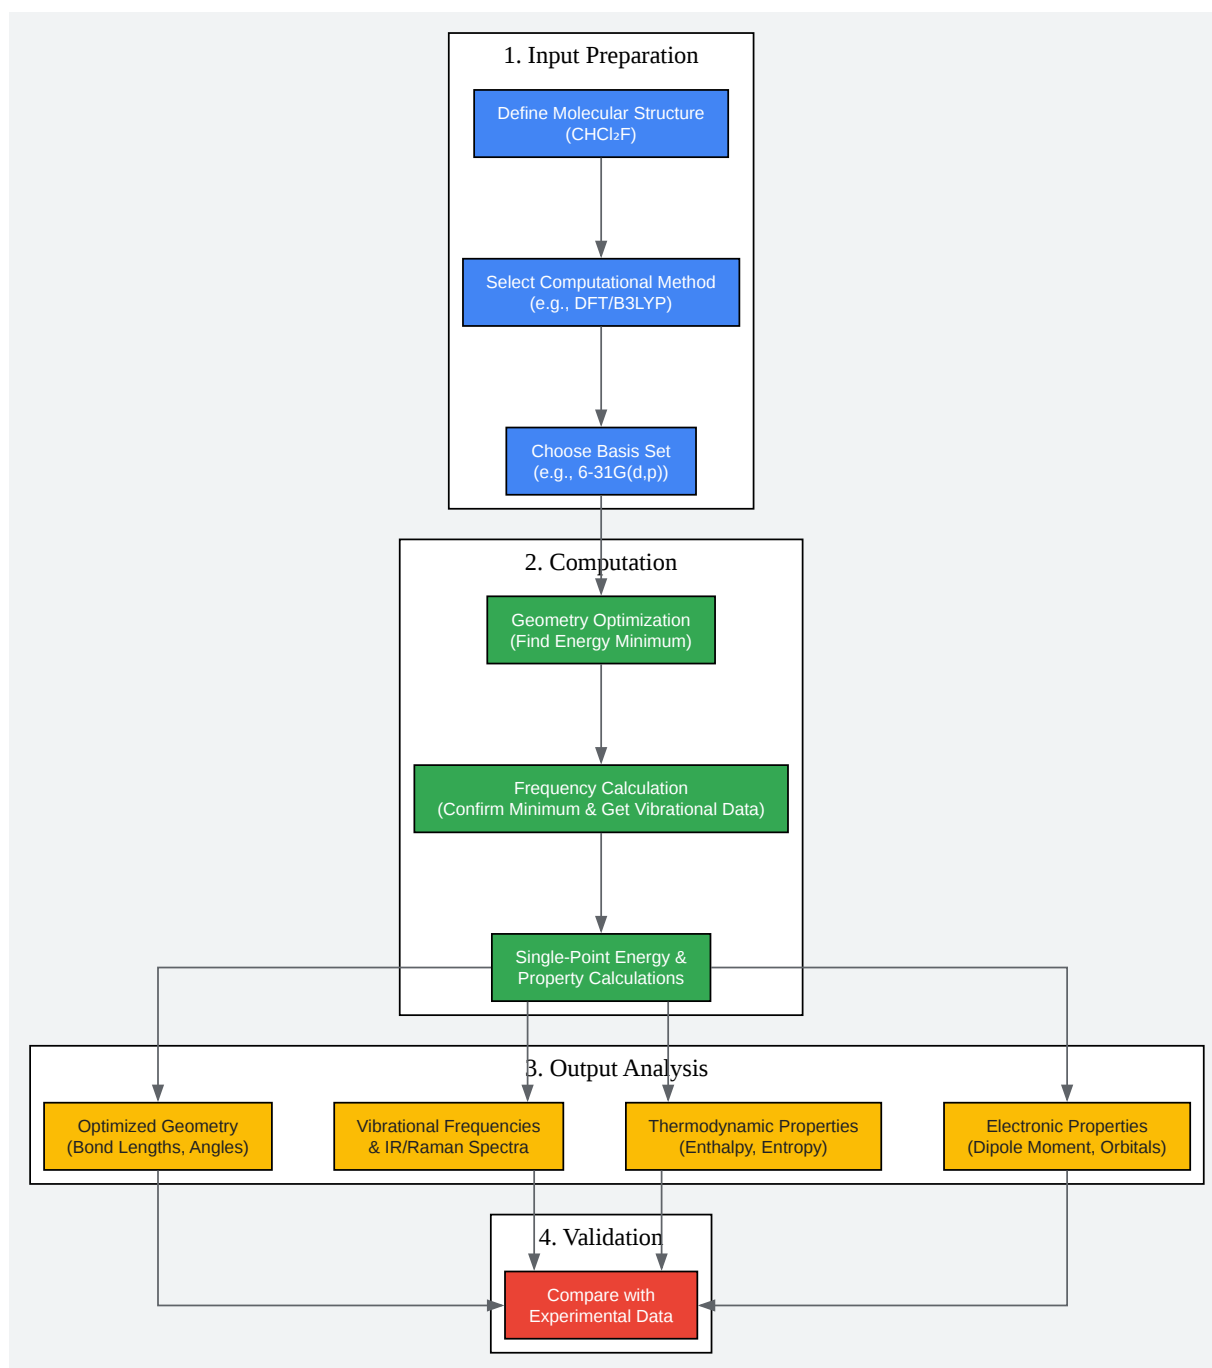 1. Input Preparation
Define Molecular Structure
(CHCl₂F)
Select Computational Method
(e.g., DFT/B3LYP)
Choose Basis Set
(e.g., 6-31G(d,p))
2. Computation
Geometry Optimization
(Find Energy Minimum)
Frequency Calculation
(Confirm Minimum & Get Vibrational Data)
Single-Point Energy &
Property Calculations
3. Output Analysis
Optimized Geometry
(Bond Lengths, Angles)
Vibrational Frequencies
& IR/Raman Spectra
Thermodynamic Properties
(Enthalpy, Entropy)
Electronic Properties
(Dipole Moment, Orbitals)
4. Validation
Compare with
Experimental Data